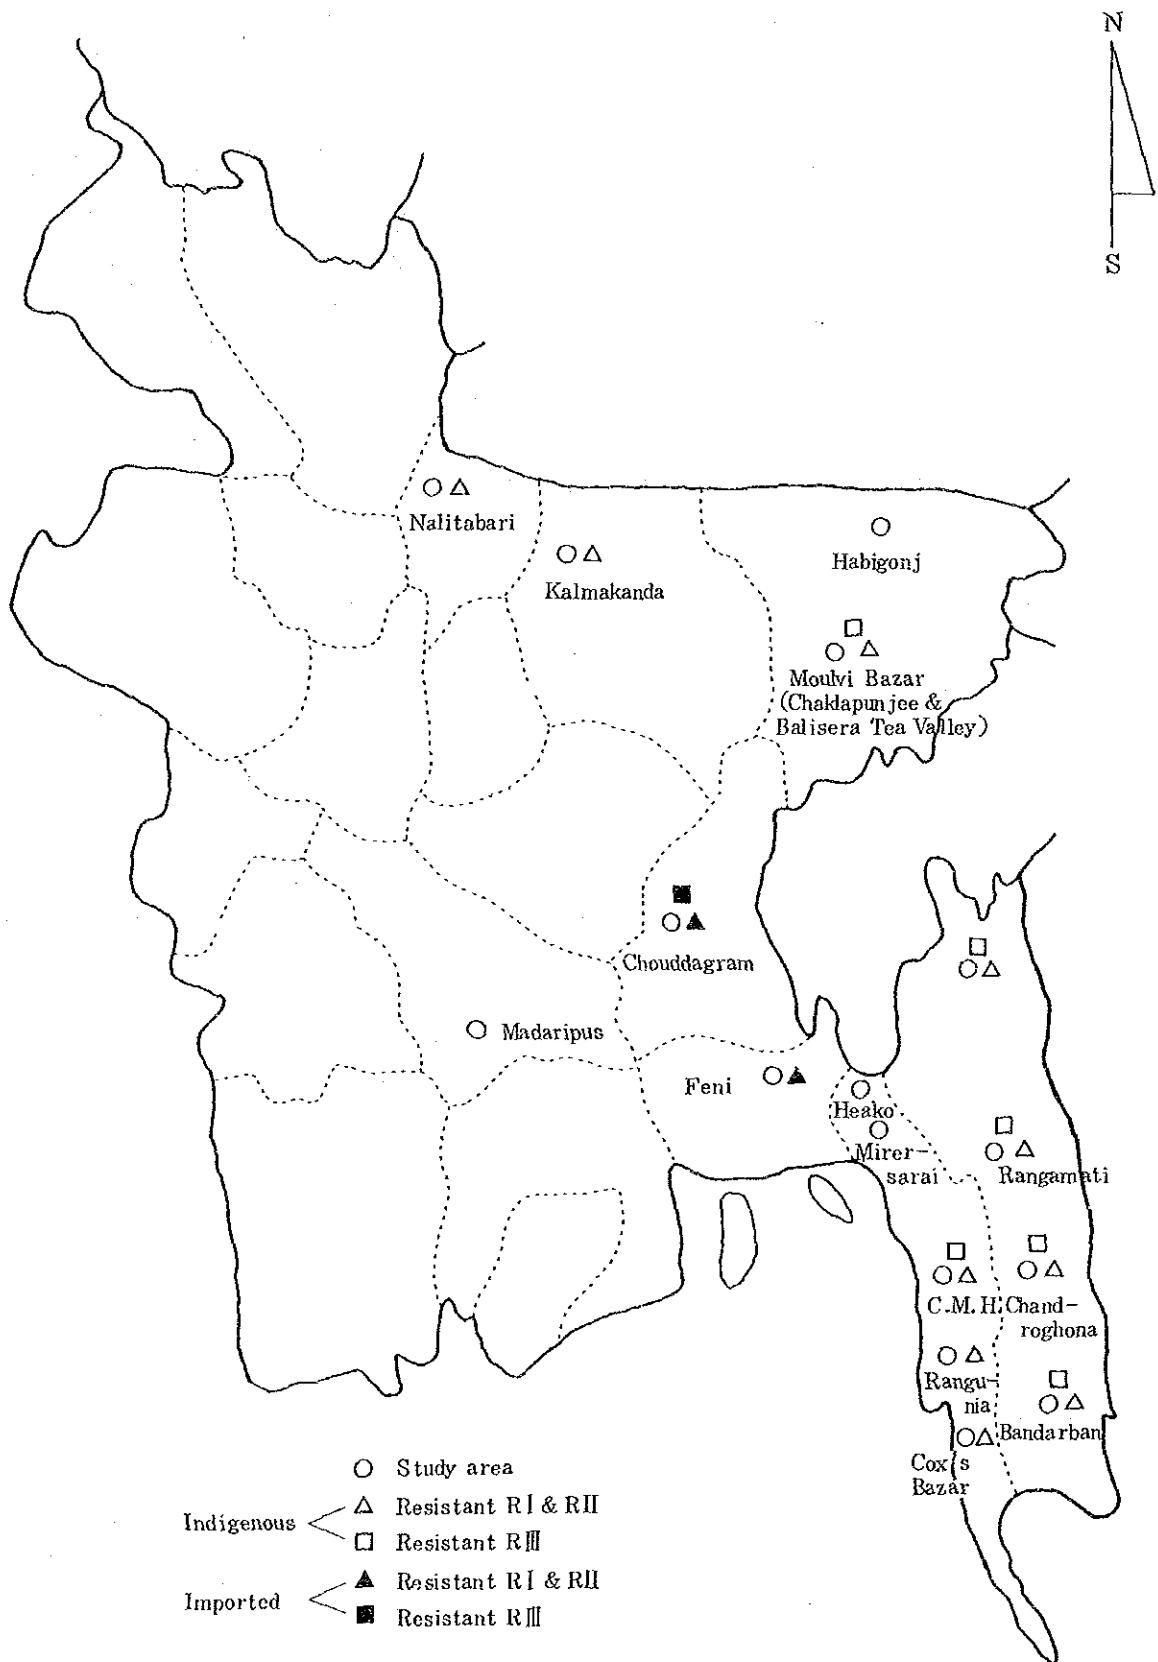 N
S
Nalitabari
Kalmakanda
Habigonj
Moulvi Bazar
(Chaklapunjee &
Balisera Tea Valley)
Chouddagram
Madaripus
Feni
Heako
Mirer-
sarai
Rangamati
C.M.H.
Chand-
roghona
Rangu-
nia
Bandarban
Cox's
Bazar
Study area
Indigenous
Resistant RI & RII
Resistant RIII
Imported
Resistant RI & RII
Resistant RIII